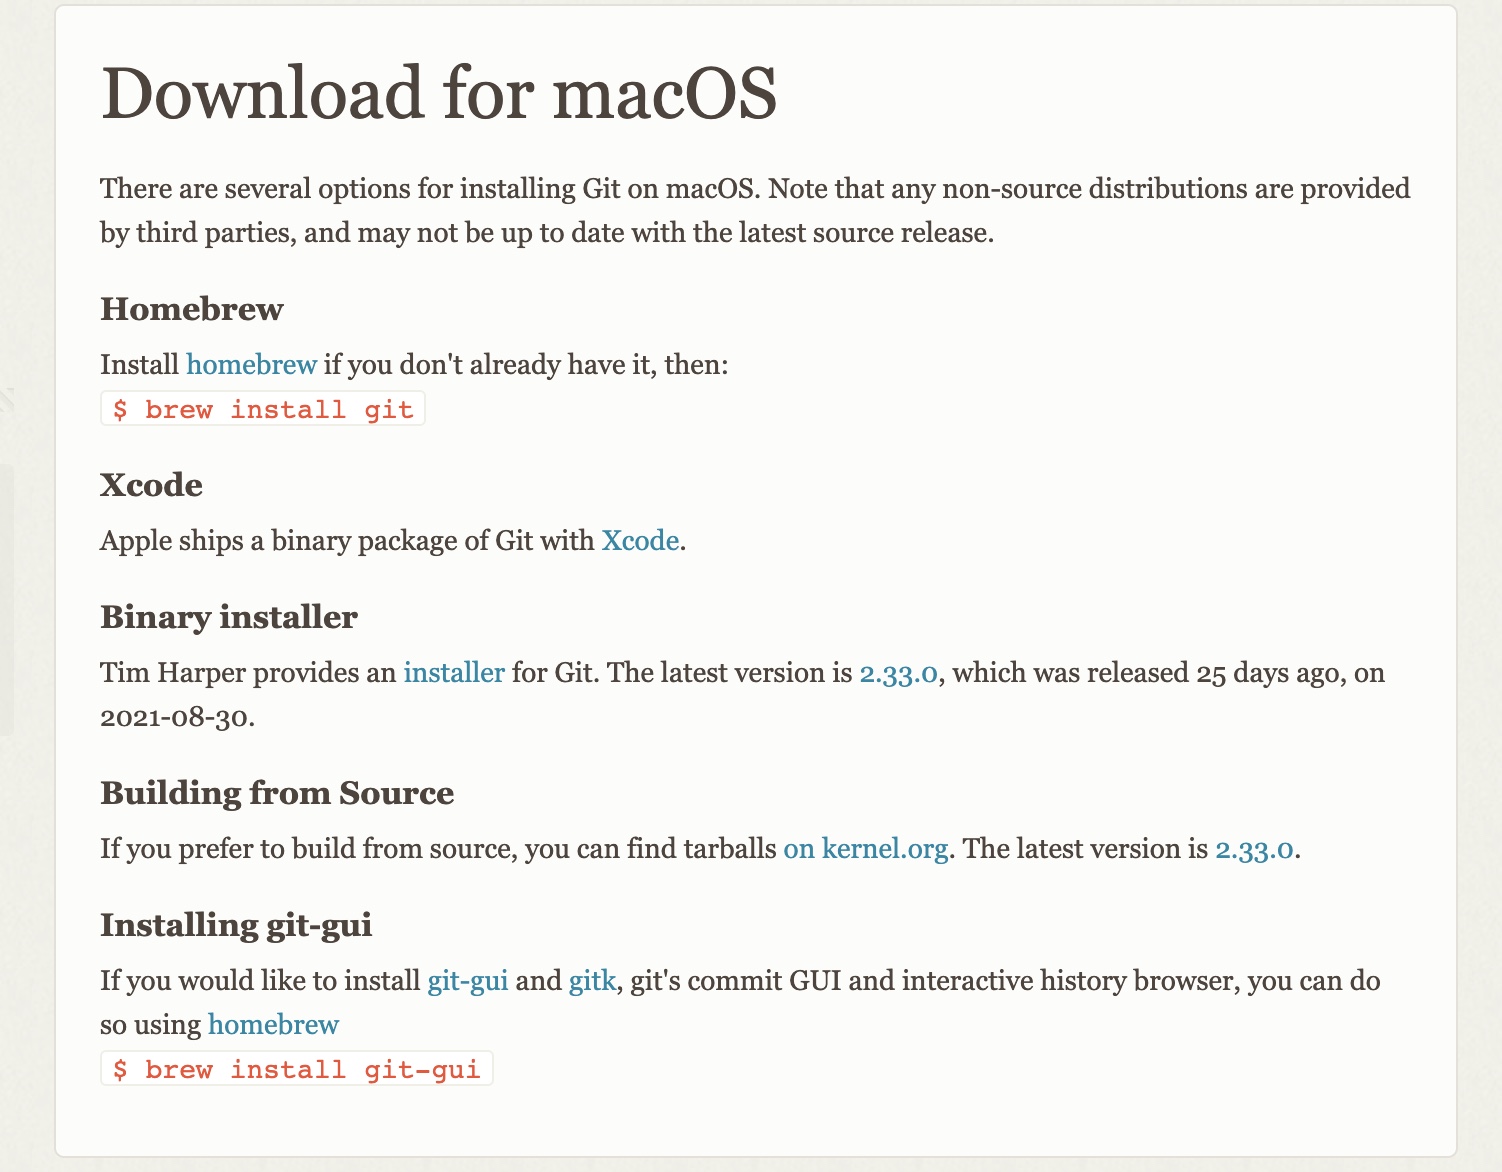 Download for macOS
There are several options for installing Git on macOS. Note that any non-source distributions are provided
by third parties, and may not be up to date with the latest source release.
Homebrew
Install homebrew if you don't already have it, then:
$ brew install git
Xcode
Apple ships a binary package of Git with Xcode.
Binary installer
Tim Harper provides an installer for Git. The latest version is 2.33.0, which was released 25 days ago, on
2021-08-30.
Building from Source
If you prefer to build from source, you can find tarballs on kernel.org. The latest version is 2.33.0.
Installing git-gui
If you would like to install git-gui and gitk, git's commit GUI and interactive history browser, you can do
so using homebrew
$ brew install git-gui